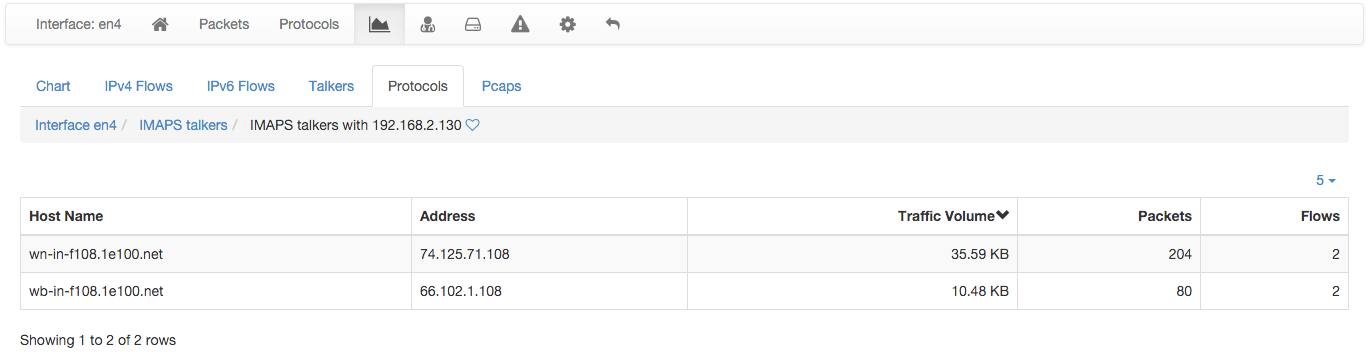 Interface: en4 Packets Protocols
Chart IPv4 Flows IPv6 Flows Talkers Protocols Pcaps
Interface en4 / IMAPS talkers / IMAPS talkers with 192.168.2.130
5
Host Name Address Traffic Volume Packets Flows
wn-in-f108.1e100.net 74.125.71.108 35.59 KB 204 2
wb-in-f108.1e100.net 66.102.1.108 10.48 KB 80 2
Showing 1 to 2 of 2 rows